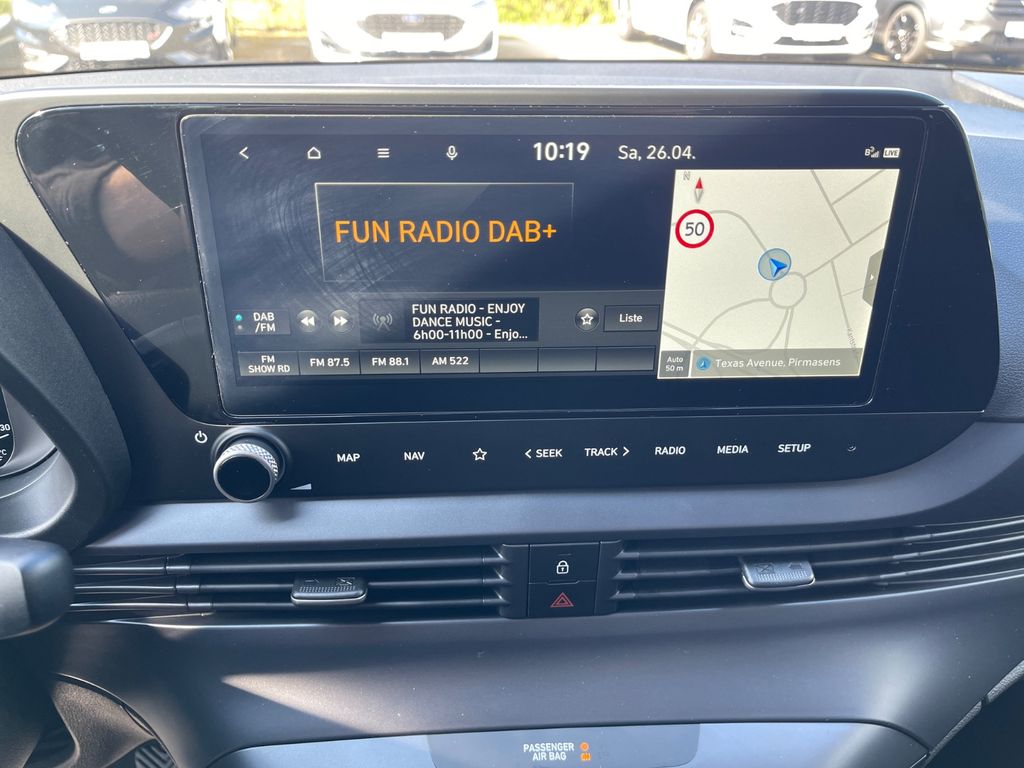 10:19 Sa, 26.04. LIVE
N
50
FUN RADIO DAB+
DAB
/FM
FUN RADIO - ENJOY
DANCE MUSIC -
6h00-11h00 - Enjo...
Liste
FM
SHOW RD
FM 87.5
FM 88.1
AM 522
Auto
50 m
Texas Avenue, Pirmasens
MAP NAV SEEK TRACK RADIO MEDIA SETUP
PASSENGER
AIR BAG